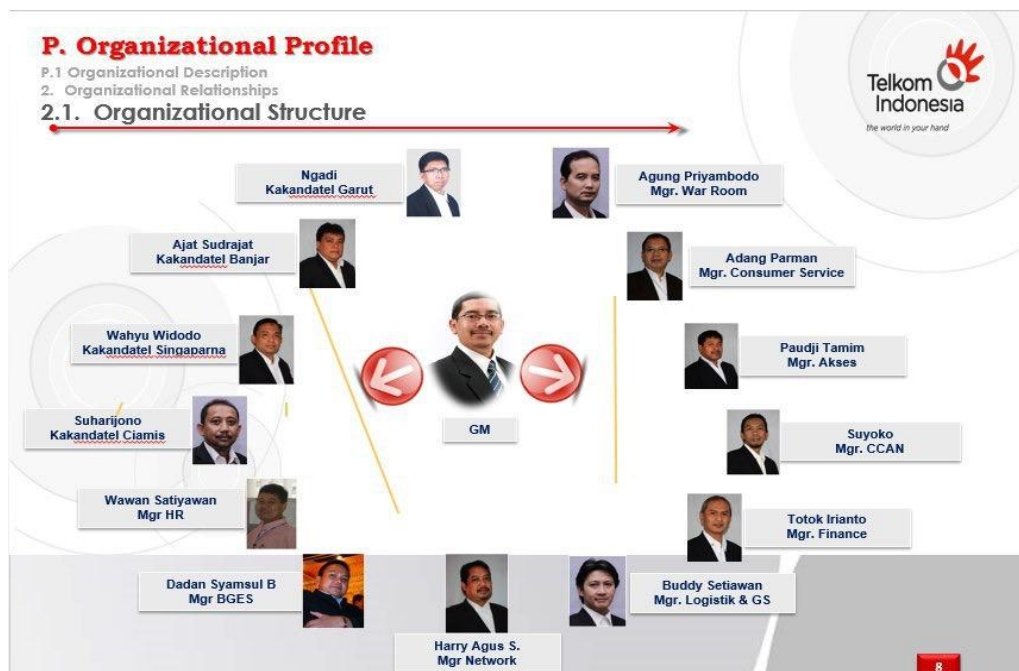 P. Organizational Profile
P.1 Organizational Description
2. Organizational Relationships
2.1. Organizational Structure
Telkom
Indonesia
the world in your hand
Ngadi
Kakandatel Garut
Agung Priyambodo
Mgr. War Room
Ajat Sudrajat
Kakandatel Banjar
Adang Parman
Mgr. Consumer Service
Wahyu Widodo
Kakandatel Singaparna
Paudji Tamim
Mgr. Akses
Suharijono
Kakandatel Ciamis
GM
Suyoko
Mgr. CCAN
Wawan Satiyawan
Mgr HR
Totok Irianto
Mgr. Finance
Dadan Syamsul B
Mgr BGES
Buddy Setiawan
Mgr. Logistik & GS
Harry Agus S.
Mgr Network
8